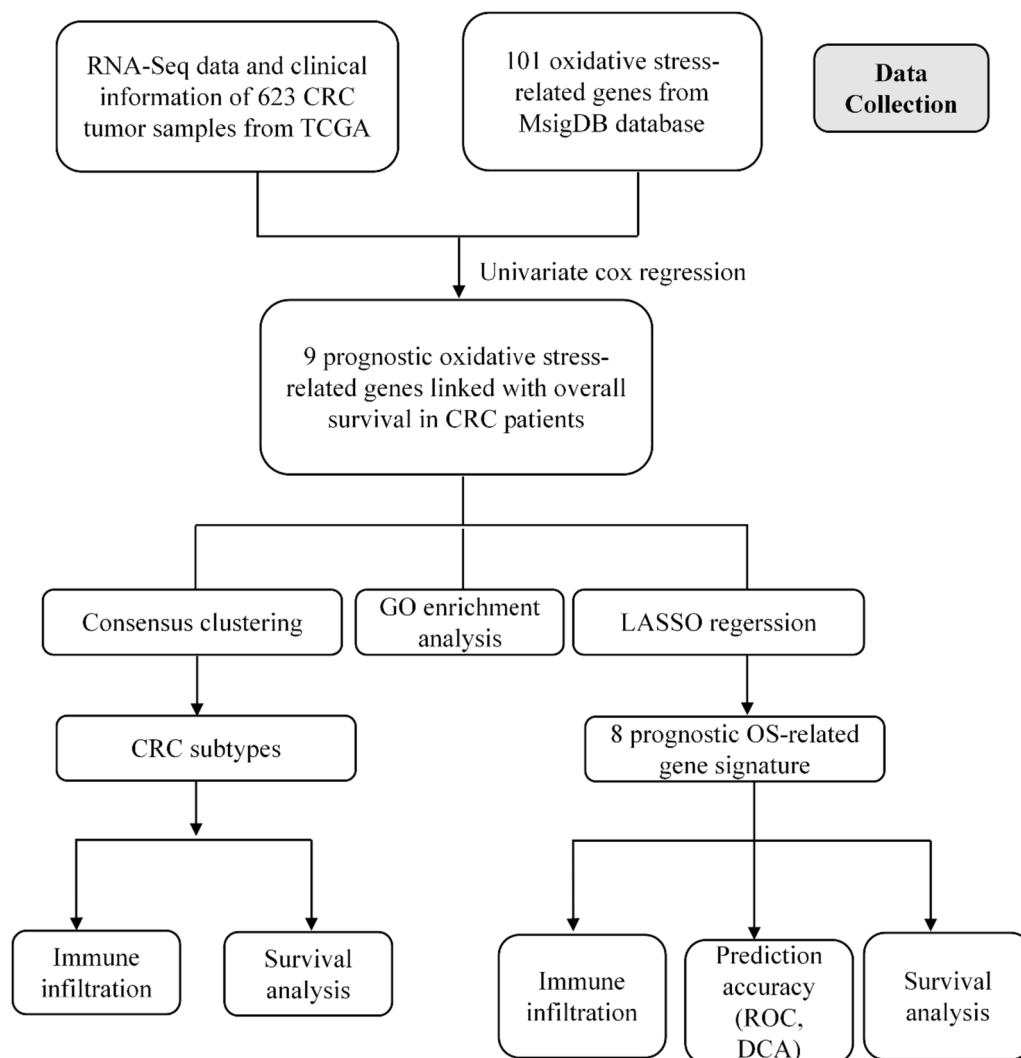 RNA-Seq data and clinical
information of 623 CRC
tumor samples from TCGA
101 oxidative stress-
related genes from
MsigDB database
Data
Collection
Univariate cox regression
9 prognostic oxidative stress-
related genes linked with overall
survival in CRC patients
Consensus clustering
GO enrichment
analysis
LASSO regerssion
CRC subtypes
8 prognostic OS-related
gene signature
Immune
infiltration
Survival
analysis
Immune
infiltration
Prediction
accuracy
(ROC,
DCA)
Survival
analysis